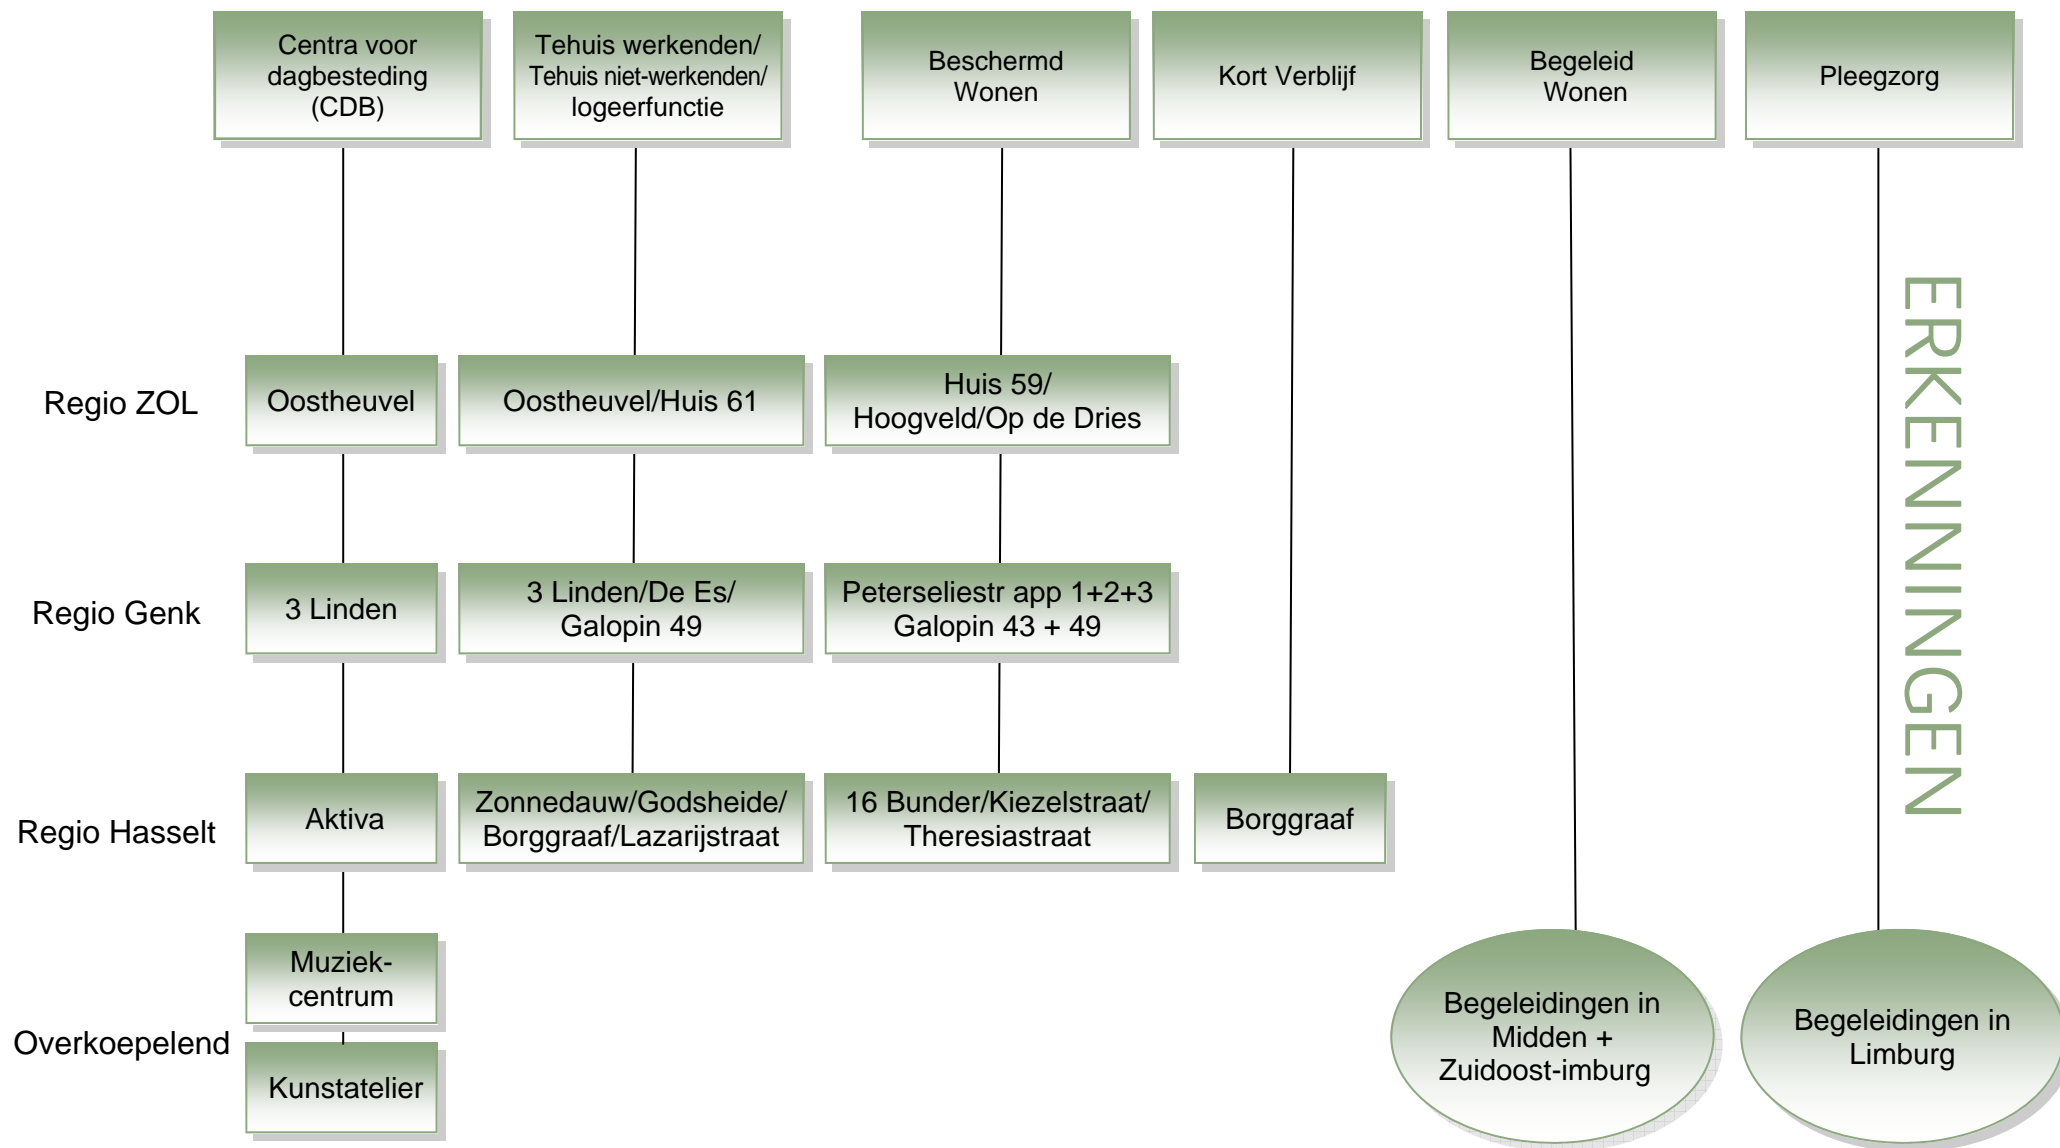 Centra voor
dagbesteding
(CDB)
Tehuis werkenden/
Tehuis niet-werkenden/
logeerfunctie
Beschermd
Wonen
Kort Verblijf
Begeleid
Wonen
Pleegzorg
ERKENNINGEN
Regio ZOL
Oostheuvel
Oostheuvel/Huis 61
Huis 59/
Hoogveld/Op de Dries
Regio Genk
3 Linden
3 Linden/De Es/
Galopin 49
Peterseliestr app 1+2+3
Galopin 43 + 49
Regio Hasselt
Aktiva
Zonnedauw/Godsheide/
Borggraaf/Lazarijstraat
16 Bunder/Kiezelstraat/
Theresiastraat
Borggraaf
Overkoepelend
Muziek-
centrum
Kunstatelier
Begeleidingen in
Midden +
Zuidoost-imburg
Begeleidingen in
Limburg